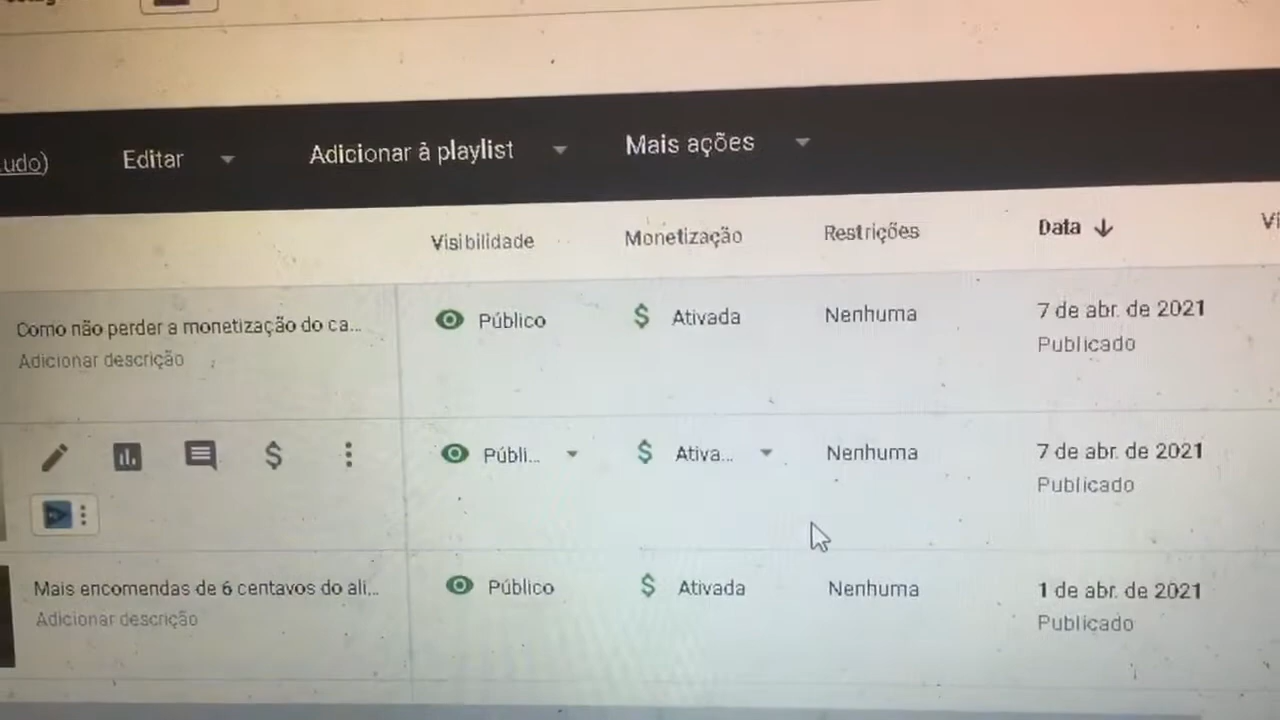 udo)
Editar
Adicionar à playlist
Mais ações
Visibilidade
Monetização
Restrições
Data
Vi
Como não perder a monetização do ca...
Adicionar descrição
Público
Ativada
Nenhuma
7 de abr. de 2021
Publicado
Públi...
Ativa...
Nenhuma
7 de abr. de 2021
Publicado
Mais encomendas de 6 centavos do ali...
Adicionar descrição
Público
Ativada
Nenhuma
1 de abr. de 2021
Publicado